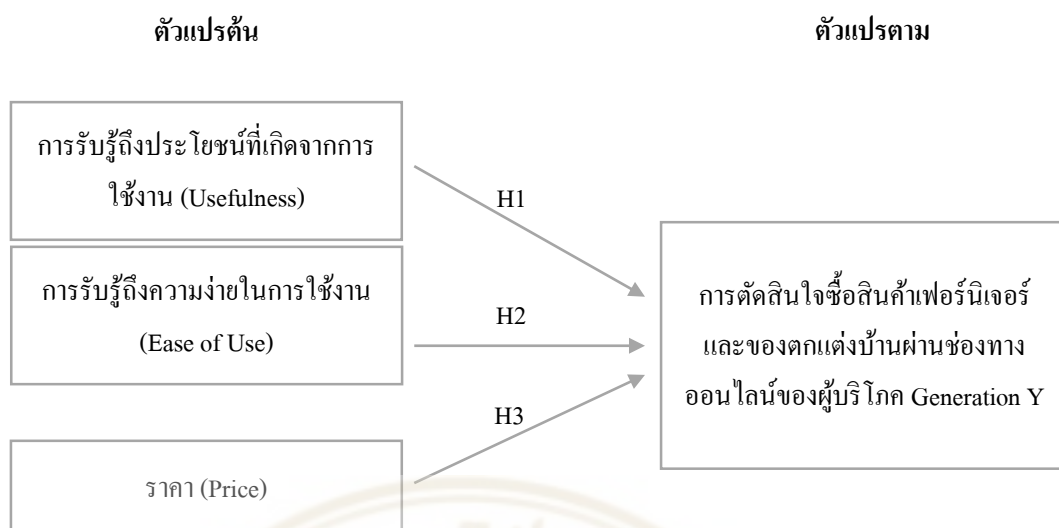 ตัวแปรต้น
ตัวแปรตาม
การรับรู้ถึงประโยชน์ที่เกิดจากการ
ใช้งาน (Usefulness)
H1
การรับรู้ถึงความง่ายในการใช้งาน
(Ease of Use)
H2
ราคา (Price)
H3
การตัดสินใจซื้อสินค้าเฟอร์นิเจอร์
และของตกแต่งบ้านผ่านช่องทาง
ออนไลน์ของผู้บริโภค Generation Y